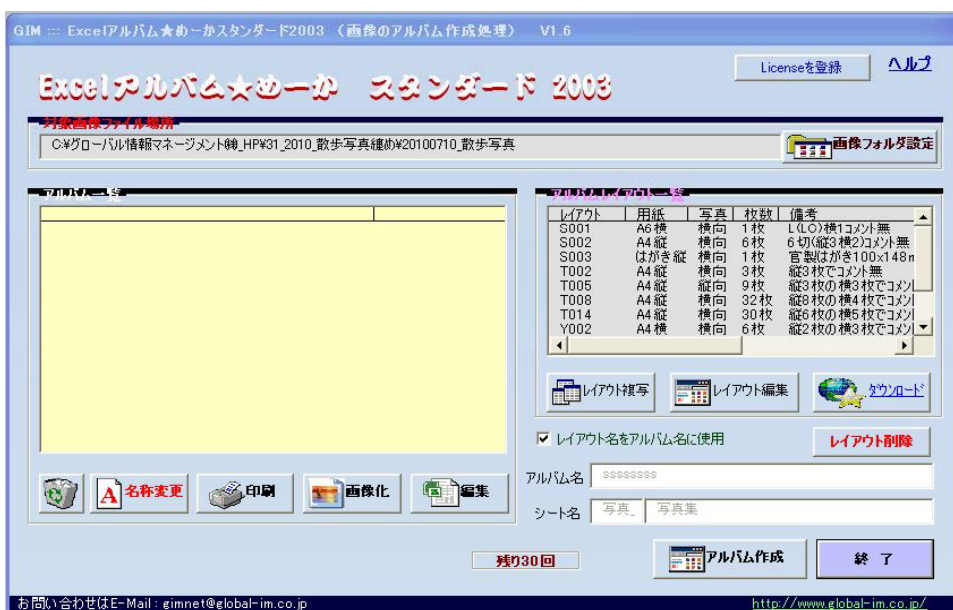 GIM ::: Excelアルバム★めーかスタンダード2003 （画像のアルバム作成処理） V1.6
Licenseを登録
ヘルプ
Excelアルバム★めーか スタンダード 2003
対象画像ファイル場所
C:¥グローバル情報マネージメント㈱_HP¥31_2010_散歩写真纏め¥20100710_散歩写真
画像フォルダ設定
アルバム一覧
アルバムレイアウト一覧
レイアウト 用紙 写真 枚数 備考
S001 A6横 横向 1枚 L(LC)横1コメント無
S002 A4縦 横向 6枚 6切(縦3横2)コメント無
S003 はがき縦 横向 1枚 官製はがき100x148m
T002 A4縦 横向 3枚 縦3枚でコメント無
T005 A4縦 縦向 9枚 縦3枚の横3枚でコメン
T008 A4縦 横向 32枚 縦8枚の横4枚でコメン
T014 A4縦 横向 30枚 縦6枚の横5枚でコメン
Y002 A4横 横向 6枚 縦2枚の横3枚でコメン
レイアウト複写
レイアウト編集
ダウンロード
レイアウト名をアルバム名に使用
レイアウト削除
アルバム名 ssssssss
シート名 写真_ 写真集
名称変更
印刷
画像化
編集
残り30回
アルバム作成
終 了
お問い合わせはE-Mail : gimnet@global-im.co.jp
http://www.global-im.co.jp/